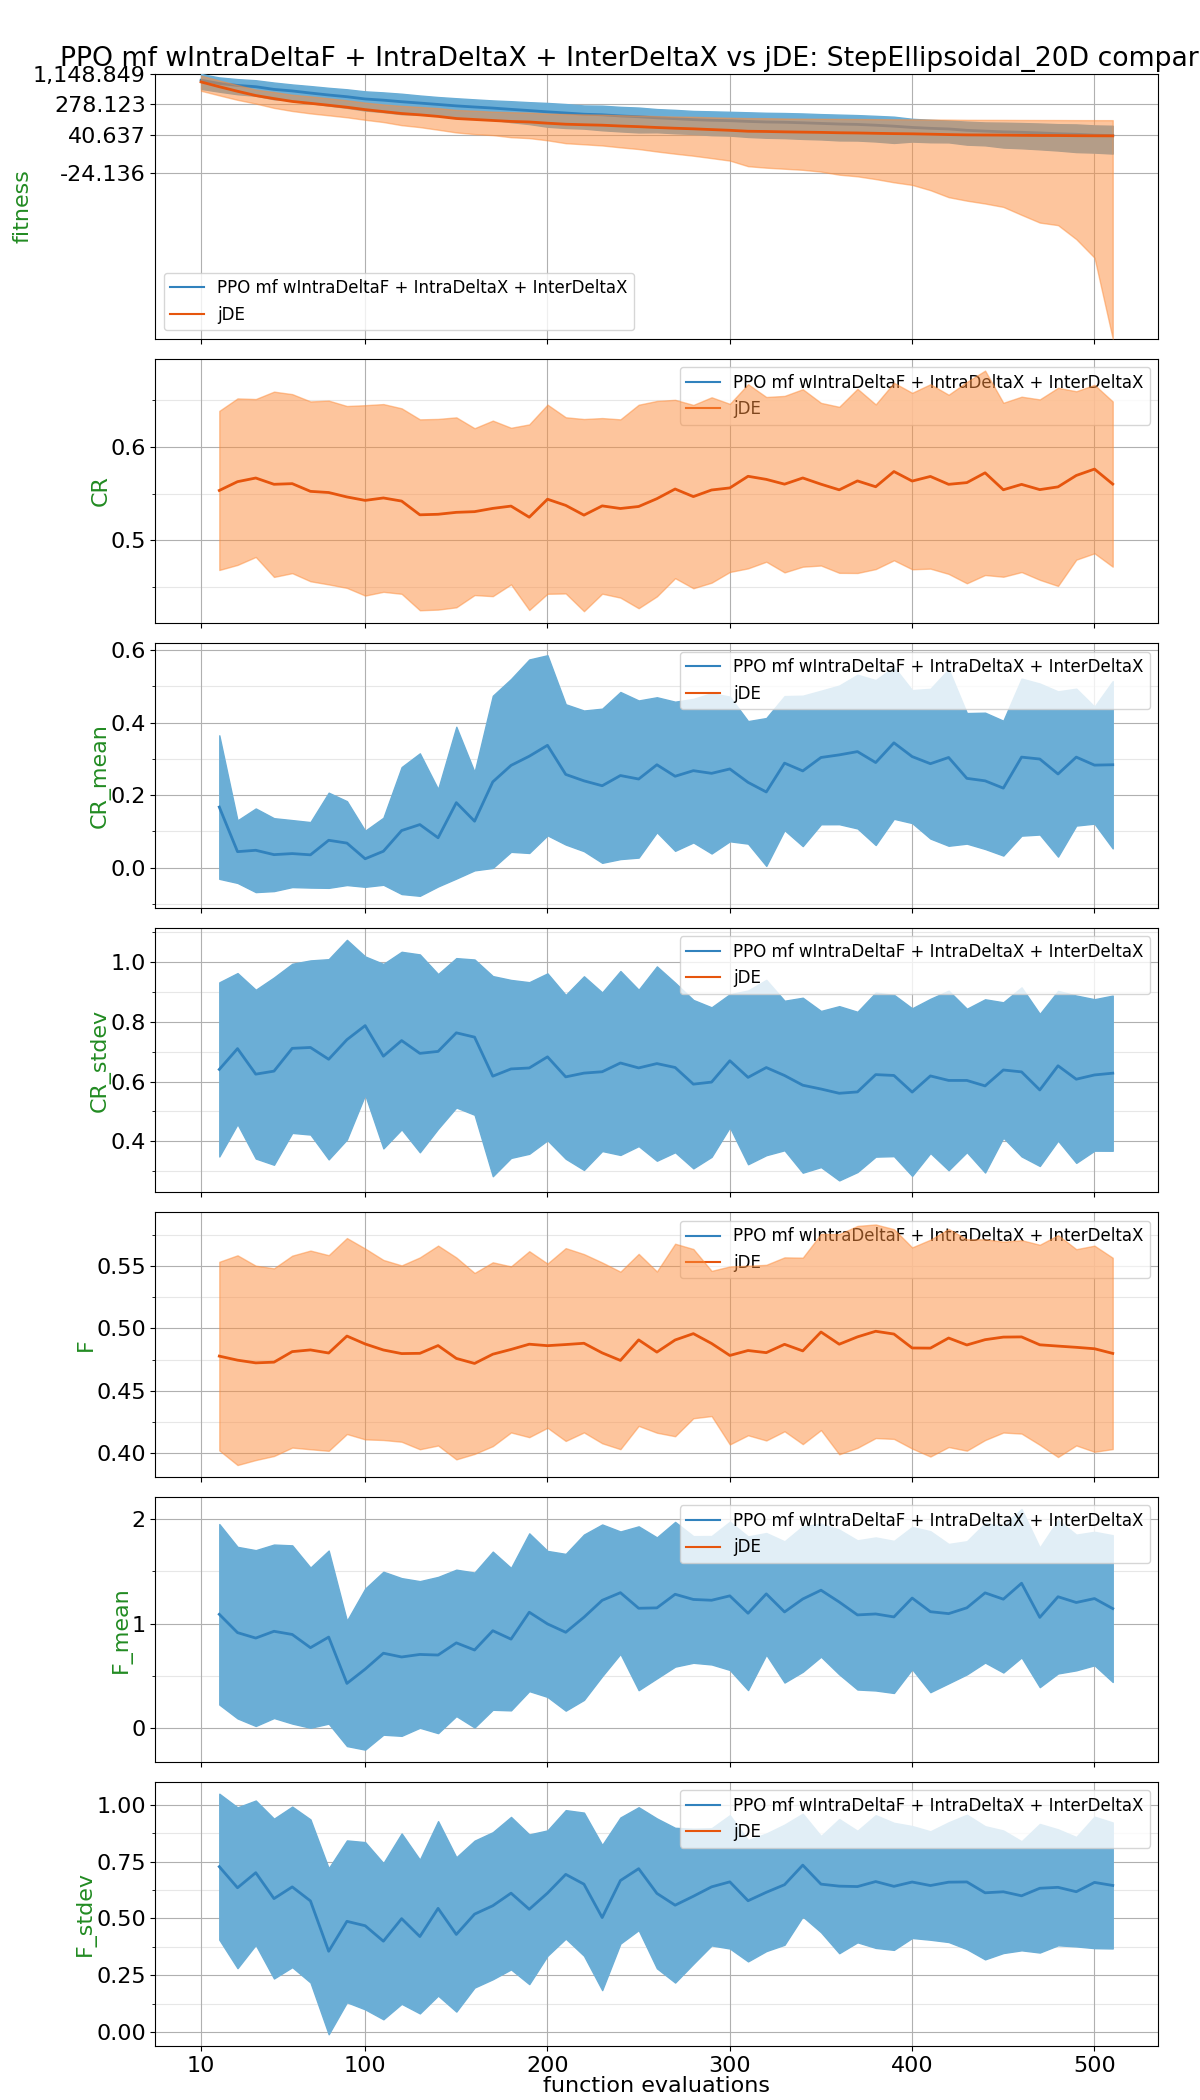 PPO mf wIntraDeltaF + IntraDeltaX + InterDeltaX vs jDE: StepEllipsoidal_20D compar
1,148.849
278.123
40.637
-24.136
fitness
PPO mf wIntraDeltaF + IntraDeltaX + InterDeltaX
jDE
PPO mf wIntraDeltaF + IntraDeltaX + InterDeltaX
jDE
0.6
0.5
CR
PPO mf wIntraDeltaF + IntraDeltaX + InterDeltaX
jDE
0.6
0.4
0.2
0.0
CR_mean
PPO mf wIntraDeltaF + IntraDeltaX + InterDeltaX
jDE
1.0
0.8
0.6
0.4
CR_stdev
PPO mf wIntraDeltaF + IntraDeltaX + InterDeltaX
jDE
0.55
0.50
0.45
0.40
F
PPO mf wIntraDeltaF + IntraDeltaX + InterDeltaX
jDE
2
1
0
F_mean
PPO mf wIntraDeltaF + IntraDeltaX + InterDeltaX
jDE
1.00
0.75
0.50
0.25
0.00
F_stdev
10 100 200 300 400 500
function evaluations